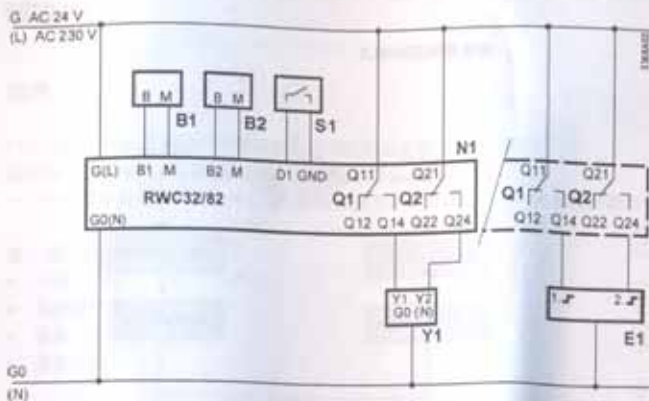 G AC 24 V
(L) AC 230 V
B M
B1
B M
B2
S1
N1
G(L) B1 M B2 M D1 GND Q11 Q21
Q11 Q21
RWC32/82
Q1 Q2
Q1 Q2
G0(N)
Q12 Q14 Q22 Q24
Q12 Q14 Q22 Q24
Y1 Y2
G0 (N)
Y1
1 2
E1
G0
(N)